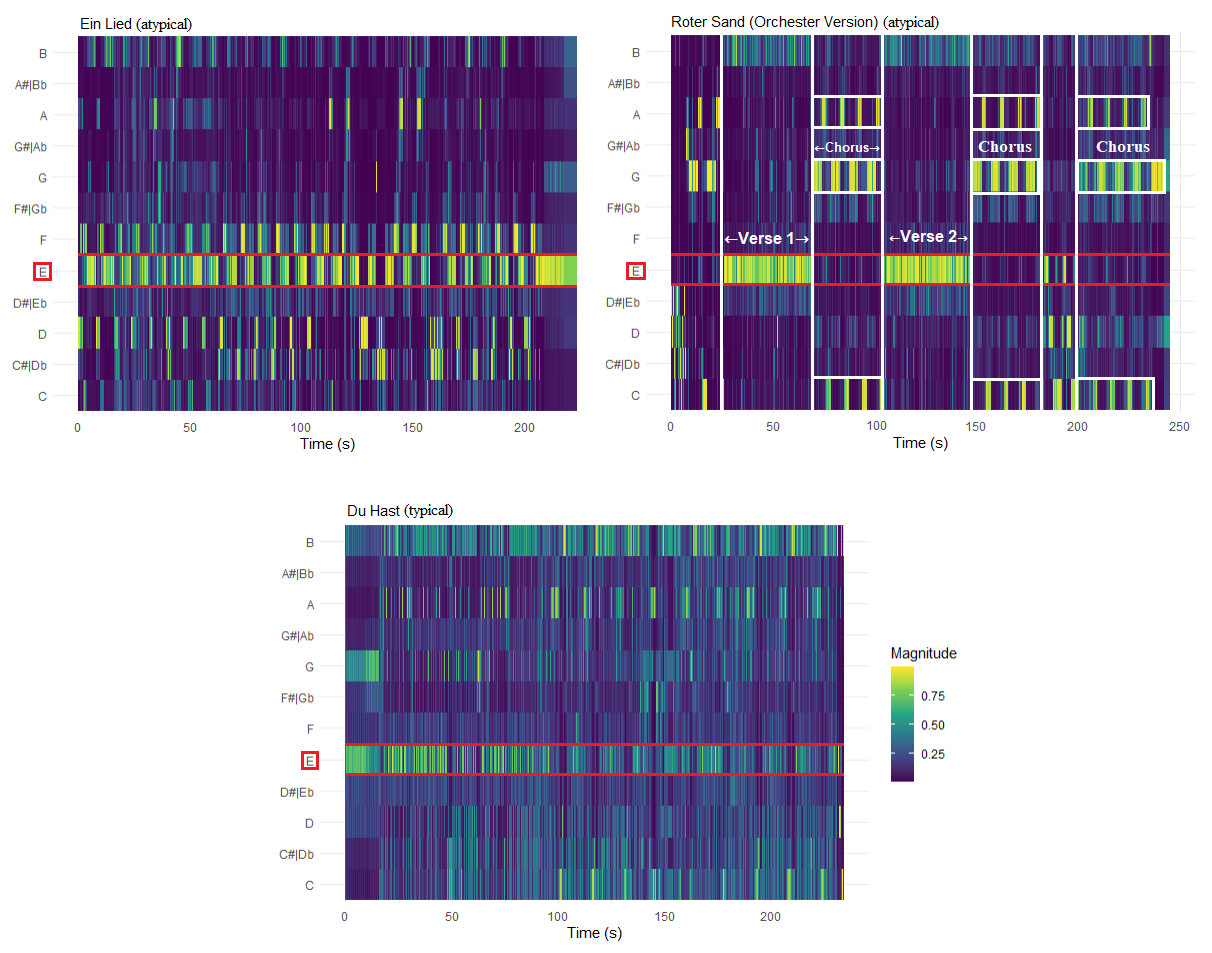 Ein Lied (atypical)
B
A#|Bb
A
G#|Ab
G
F#|Gb
F
E
D#|Eb
D
C#|Db
C
0 50 100 150 200
Time (s)
Roter Sand (Orchester Version) (atypical)
B
A#|Bb
A
G#|Ab
G
F#|Gb
F
E
D#|Eb
D
C#|Db
C
←Chorus→ Chorus Chorus
←Verse 1→ ←Verse 2→
0 50 100 150 200 250
Time (s)
Du Hast (typical)
B
A#|Bb
A
G#|Ab
G
F#|Gb
F
E
D#|Eb
D
C#|Db
C
0 50 100 150 200
Time (s)
Magnitude
0.75
0.50
0.25